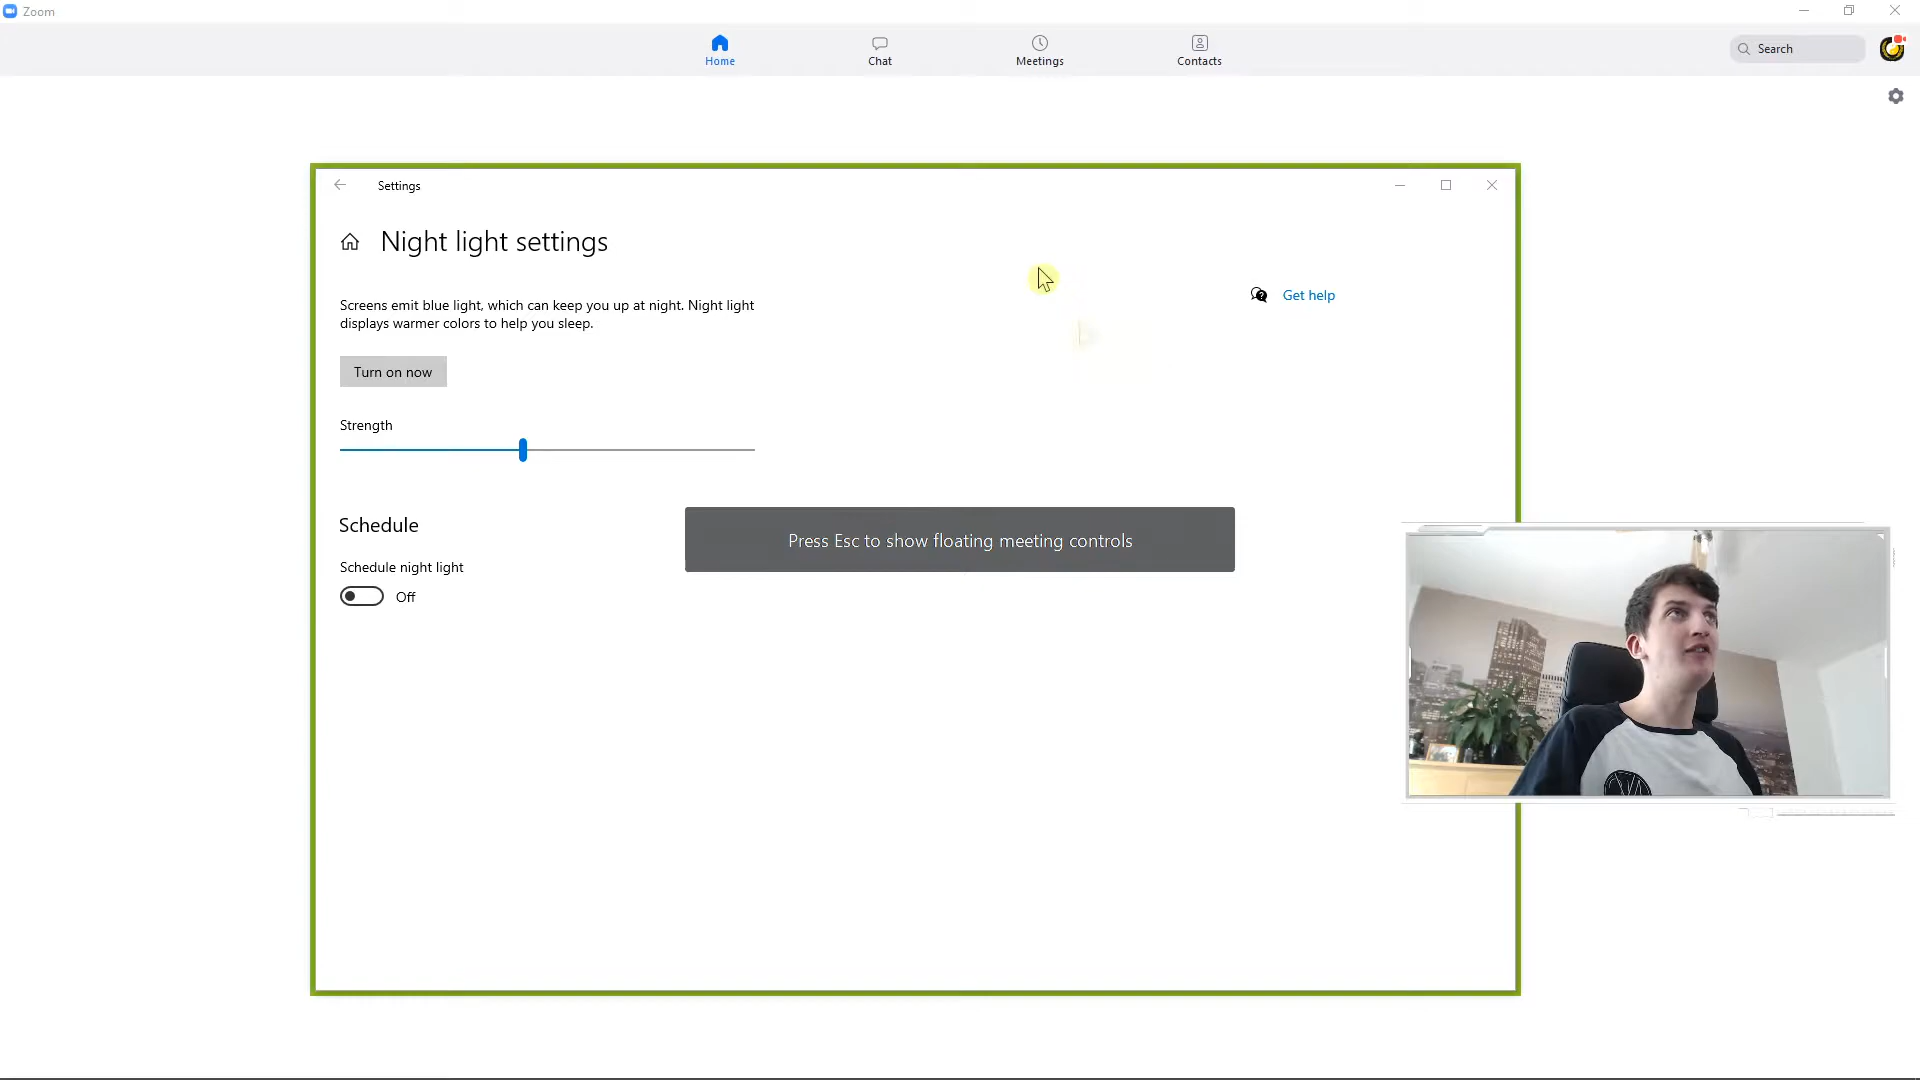 Zoom
Home
Chat
Meetings
Contacts
Search
Settings
Night light settings
Screens emit blue light, which can keep you up at night. Night light
displays warmer colors to help you sleep.
Get help
Turn on now
Strength
Schedule
Press Esc to show floating meeting controls
Schedule night light
Off